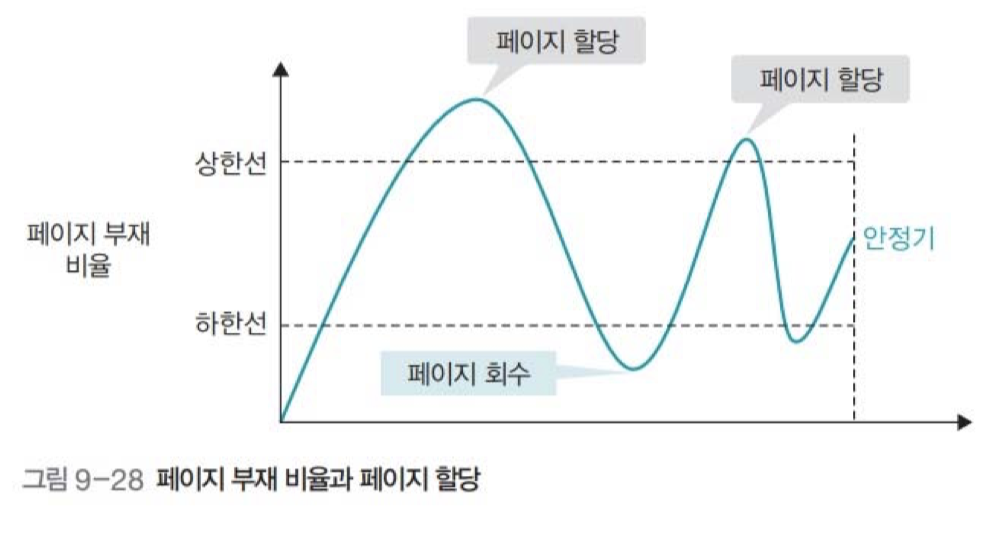 페이지 할당
페이지 할당
상한선
페이지 부재
비율
안정기
하한선
페이지 회수
그림 9-28 페이지 부재 비율과 페이지 할당